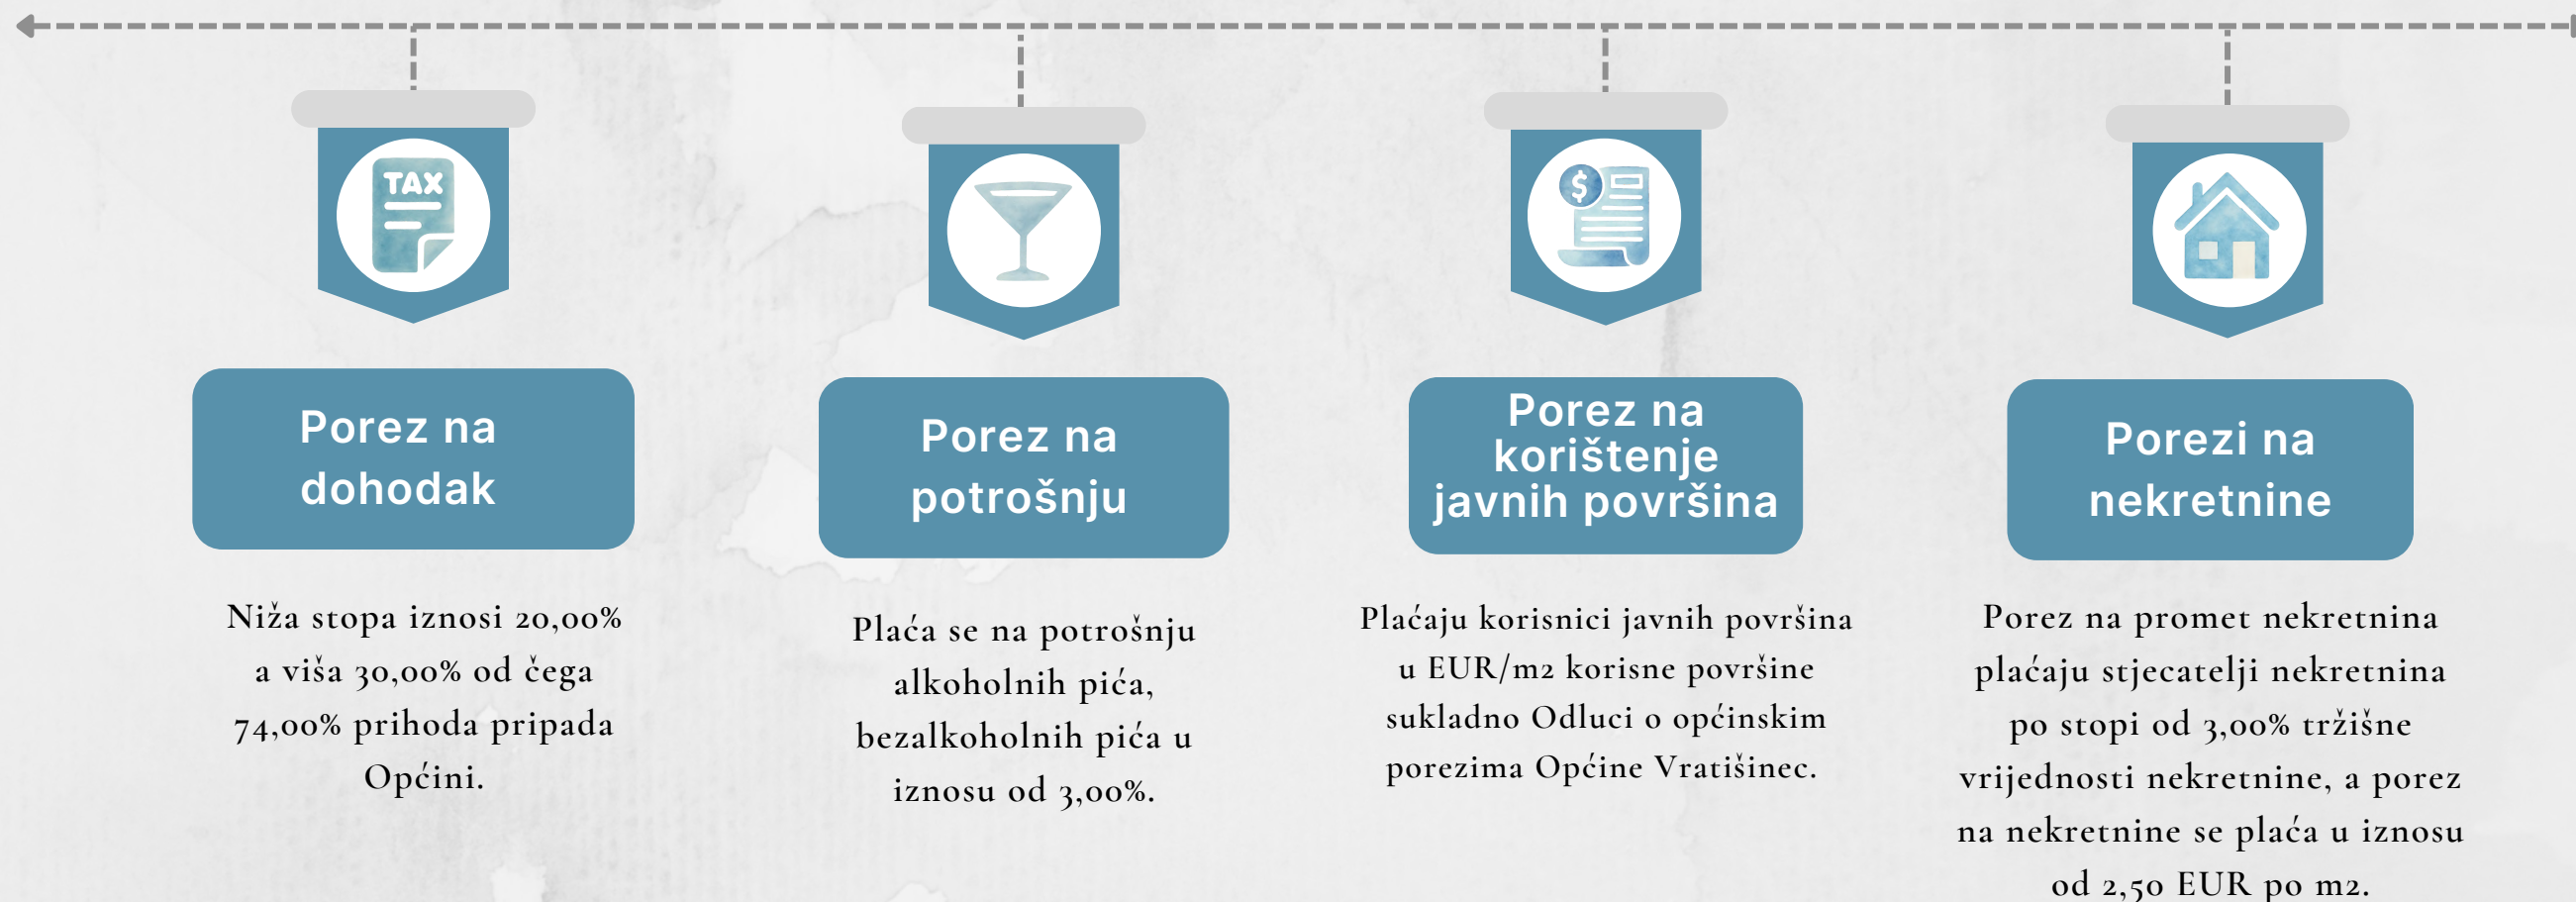 TAX
$
Porez na
dohodak
Niža stopa iznosi 20,00%
a viša 30,00% od čega
74,00% prihoda pripada
Općini.
Porez na
potrošnju
Plaća se na potrošnju
alkoholnih pića,
bezalkoholnih pića u
iznosu od 3,00%.
Porez na
korištenje
javnih površina
Plaćaju korisnici javnih površina
u EUR/m2 korisne površine
sukladno Odluci o općinskim
porezima Općine Vratišinec.
Porezi na
nekretnine
Porez na promet nekretnina
plaćaju stjecatelji nekretnina
po stopi od 3,00% tržišne
vrijednosti nekretnine, a porez
na nekretnine se plaća u iznosu
od 2,50 EUR po m2.